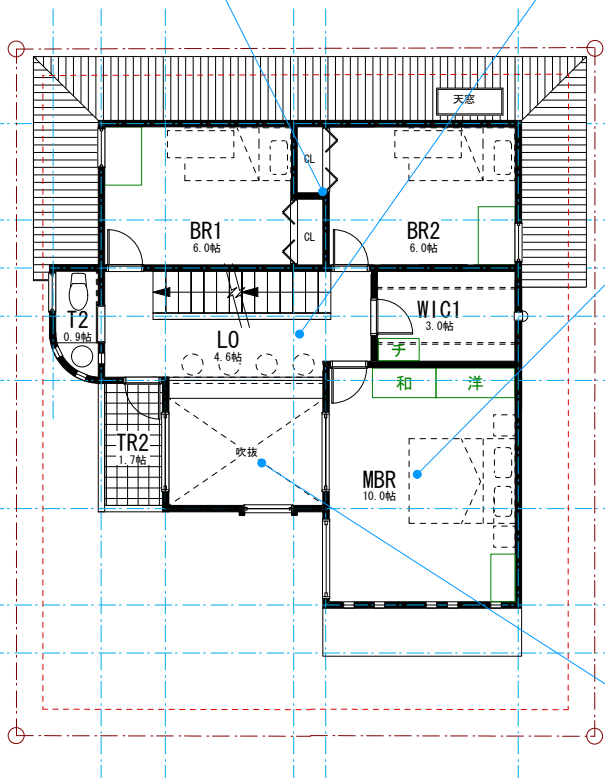 天窓
CL
BR1
6.0帖
BR2
6.0帖
CL
T2
0.9帖
LO
4.6帖
WIC1
3.0帖
チ
和
洋
TR2
1.7帖
吹抜
MBR
10.0帖